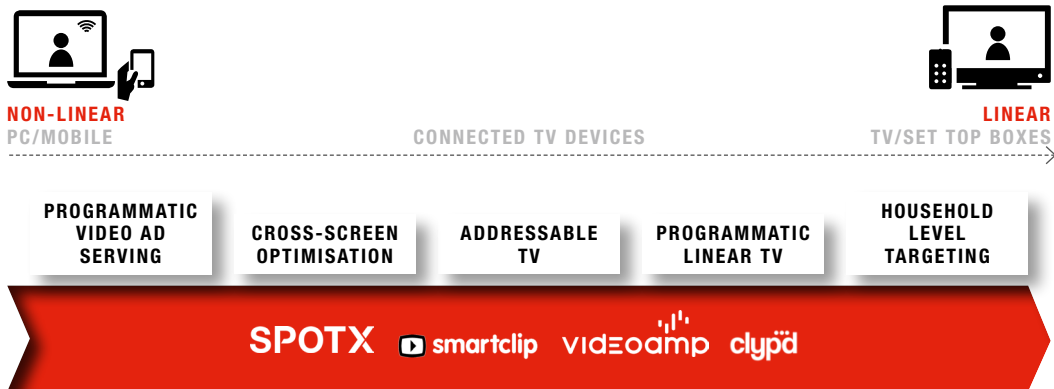 NON-LINEAR
PC/MOBILE
CONNECTED TV DEVICES
LINEAR
TV/SET TOP BOXES
PROGRAMMATIC
VIDEO AD
SERVING
CROSS-SCREEN
OPTIMISATION
ADDRESSABLE
TV
PROGRAMMATIC
LINEAR TV
HOUSEHOLD
LEVEL
TARGETING
SPOTX smartclip videoamp clypd